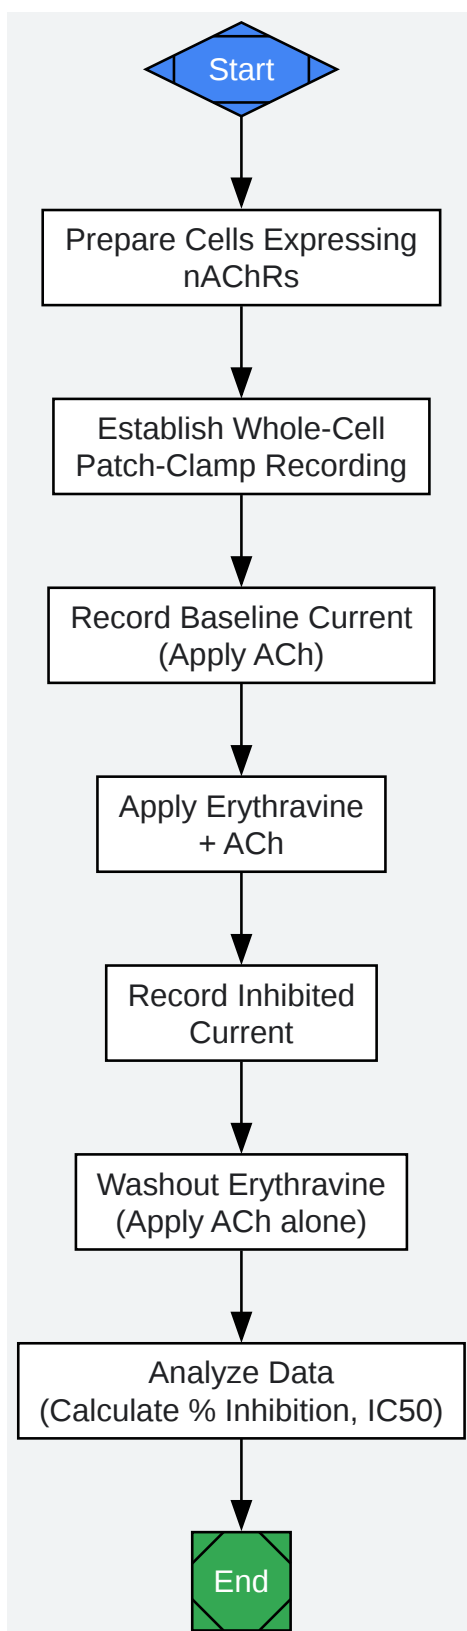 Start
Prepare Cells Expressing
nAChRs
Establish Whole-Cell
Patch-Clamp Recording
Record Baseline Current
(Apply ACh)
Apply Erythravine
+ ACh
Record Inhibited
Current
Washout Erythravine
(Apply ACh alone)
Analyze Data
(Calculate % Inhibition, IC50)
End